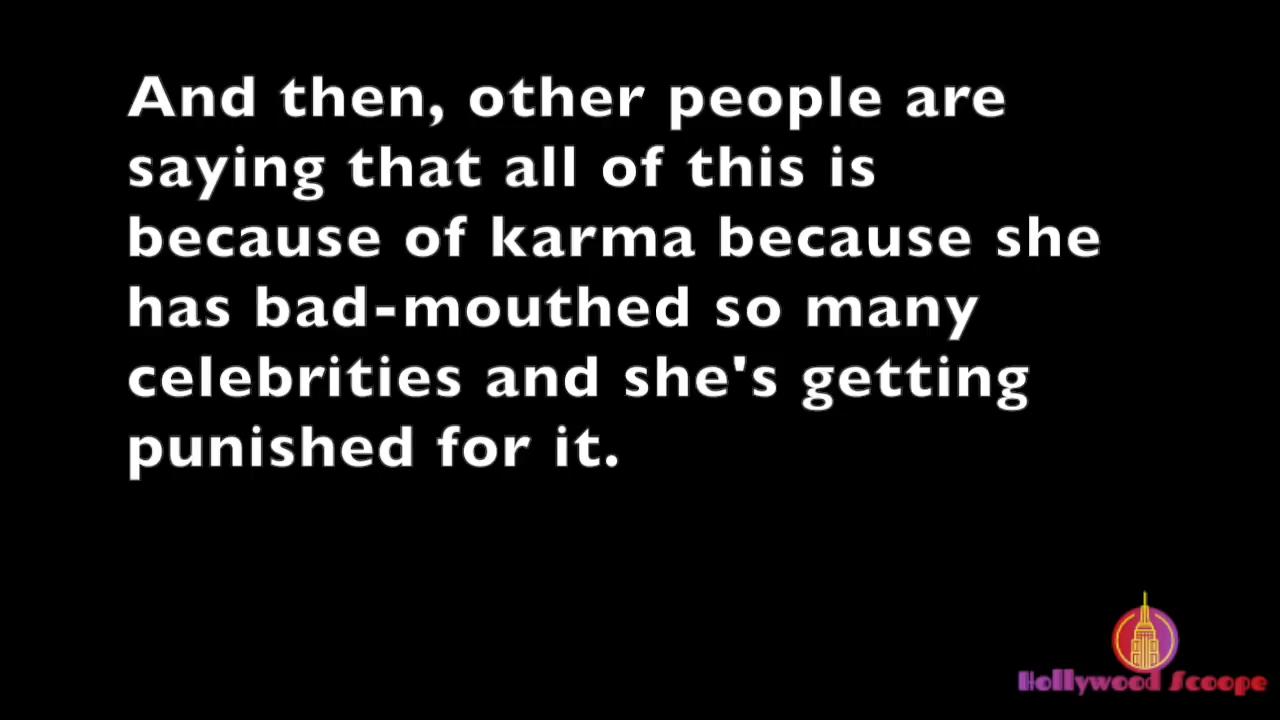 And then, other people are
saying that all of this is
because of karma because she
has bad-mouthed so many
celebrities and she's getting
punished for it.
Hollywood Scoope